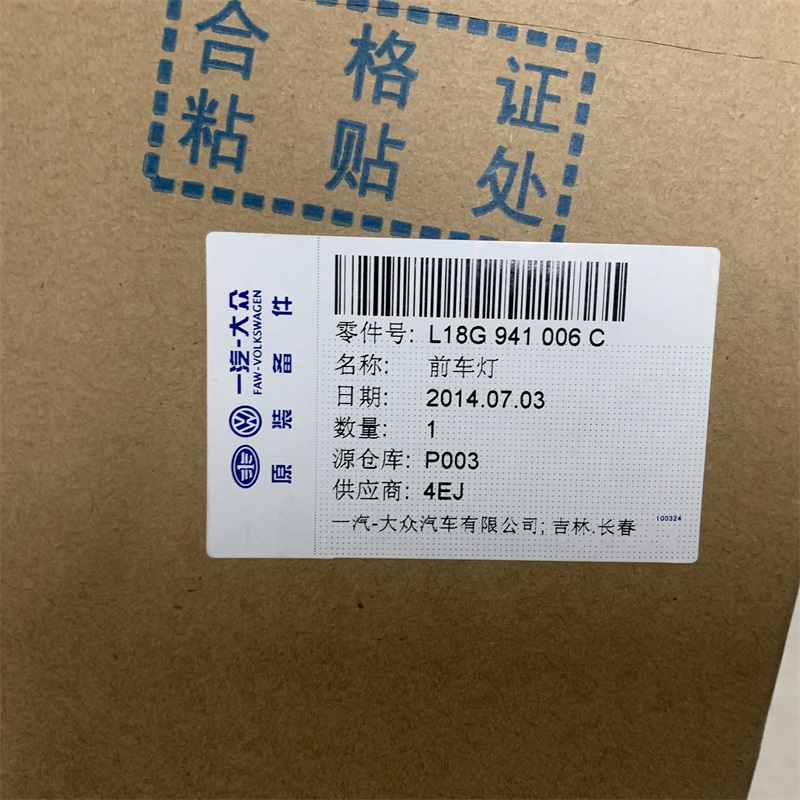 合格证
粘贴处
一汽-大众
FAW-VOLKSWAGEN
原装备件
零件号: L18G 941 006 C
名称: 前车灯
日期: 2014.07.03
数量: 1
源仓库: P003
供应商: 4EJ
一汽-大众汽车有限公司; 吉林.长春
100324